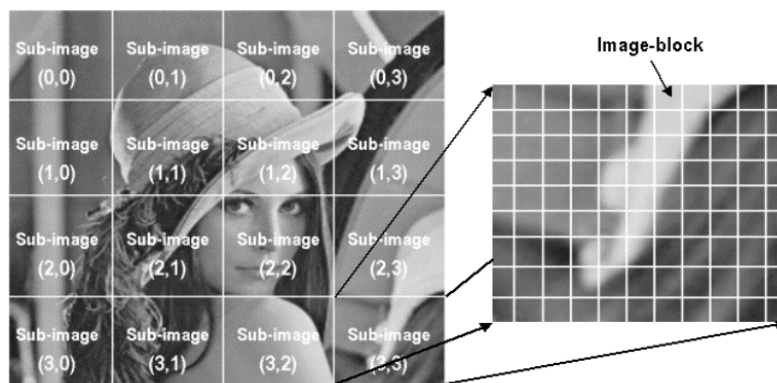 Sub-image Sub-image Sub-image Sub-image
(0,0) (0,1) (0,2) (0,3)
Image-block
Sub-image Sub-image Sub-image Sub-image
(1,0) (1,1) (1,2) (1,3)
Sub-image Sub-image Sub-image Sub-image
(2,0) (2,1) (2,2) (2,3)
Sub-image Sub-image Sub-image Sub-image
(3,0) (3,1) (3,2) (3,3)